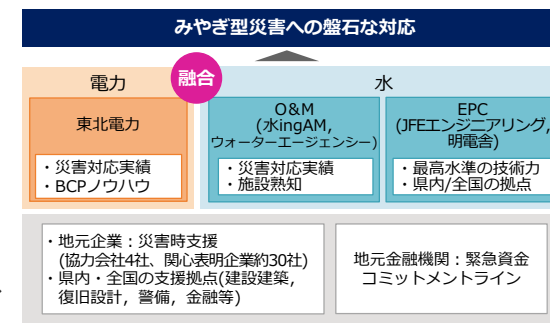 みやぎ型災害への盤石な対応
電力
融合
水
東北電力
・災害対応実績
・BCPノウハウ
O&M
(水ingAM,
ウォーターエージェンシー)
・災害対応実績
・施設熟知
EPC
(JFEエンジニアリング,
明電舎)
・最高水準の技術力
・県内/全国の拠点
・地元企業：災害時支援
(協力会社4社、関心表明企業約30社)
・県内・全国の支援拠点(建設建築,
復旧設計，警備，金融等)
地元金融機関：緊急資金
コミットメントライン